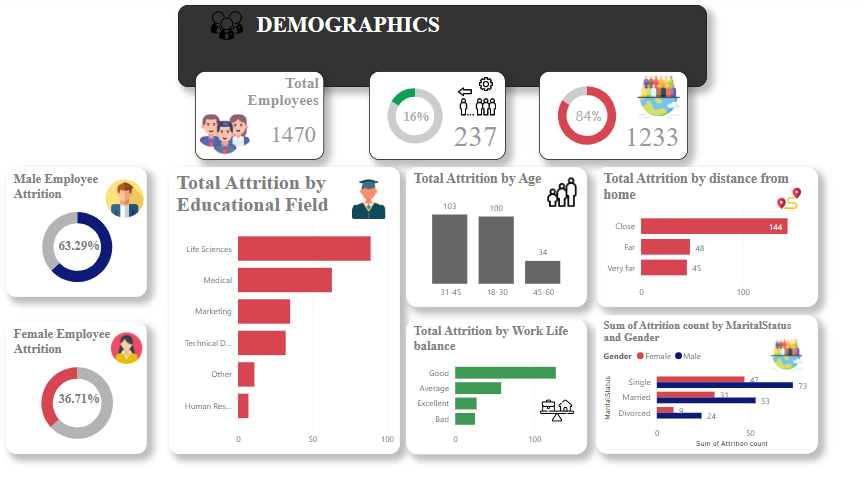 DEMOGRAPHICS
Total
Employees
1470
16%
237
84%
1233
Male Employee
Attrition
63.29%
Female Employee
Attrition
36.71%
Total Attrition by
Educational Field
Life Sciences
Medical
Marketing
Technical D...
Other
Human Res...
0 50 100
Total Attrition by Age
103 100 34
31-45 18-30 45-60
Total Attrition by distance from
home
Close 144
Far 48
Very far 45
0 100
Total Attrition by Work Life
balance
Good
Average
Excellent
Bad
0 100
Sum of Attrition count by MaritalStatus
and Gender
Gender Female Male
MaritalStatus
Single 47 73
Married 31 53
Divorced 9 24
0 50
Sum of Attrition count